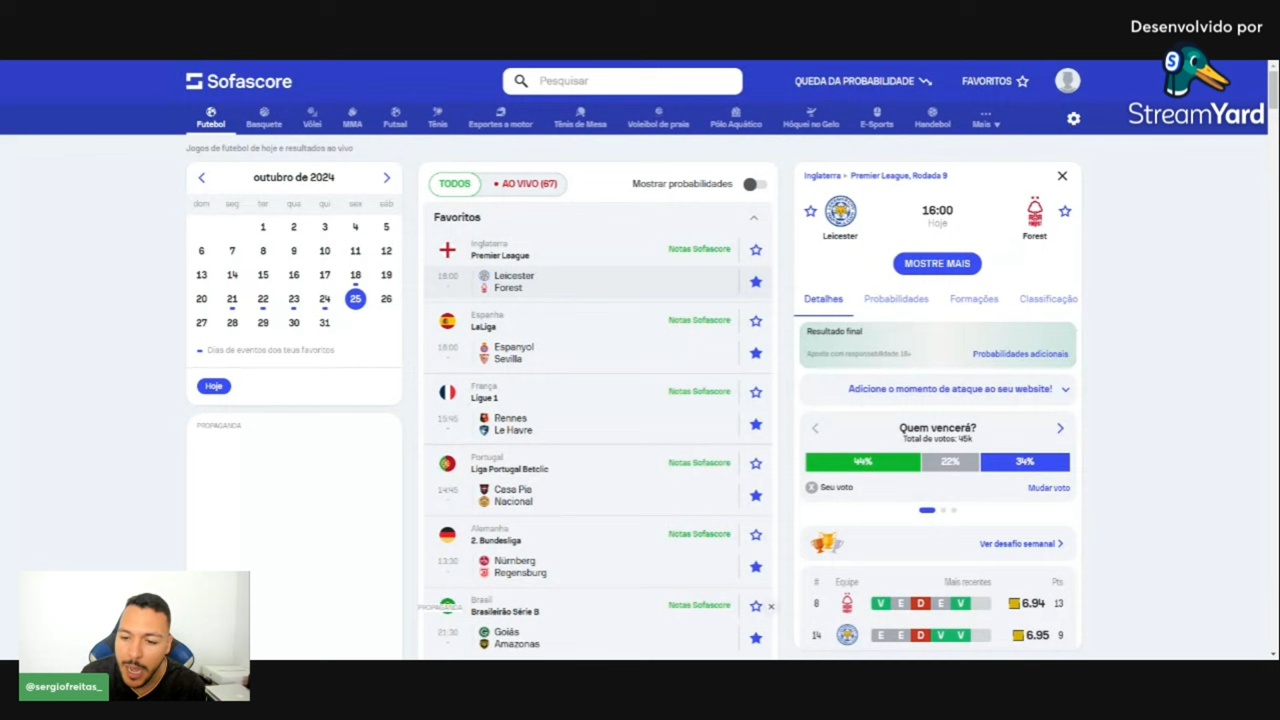 Desenvolvido por
StreamYard
Sofascore
Pesquisar
QUEDA DA PROBABILIDADE
FAVORITOS
Futebol
Basquete
Vôlei
MMA
Futsal
Tênis
Esportes a motor
Tênis de Mesa
Voleibol de praia
Pólo Aquático
Hóquei no Gelo
E-Sports
Handebol
Mais
Jogos de futebol de hoje e resultados ao vivo
outubro de 2024
dom seg ter qua qui sex sáb
1 2 3 4 5
6 7 8 9 10 11 12
13 14 15 16 17 18 19
20 21 22 23 24 25 26
27 28 29 30 31
Dias de eventos dos teus favoritos
Hoje
PROPAGANDA
TODOS
AO VIVO (67)
Mostrar probabilidades
Favoritos
Inglaterra
Premier League
Notas Sofascore
Leicester
Forest
Espanha
LaLiga
Notas Sofascore
Espanyol
Sevilla
França
Ligue 1
Notas Sofascore
15:45
Rennes
Le Havre
Portugal
Liga Portugal Betclic
Notas Sofascore
14:45
Casa Pia
Nacional
Alemanha
2. Bundesliga
Notas Sofascore
13:30
Nürnberg
Regensburg
Brasil
Brasileirão Série B
Notas Sofascore
PROPAGANDA
21:30
Goiás
Amazonas
Inglaterra > Premier League, Rodada 9
16:00
Hoje
Leicester
Forest
MOSTRE MAIS
Detalhes
Probabilidades
Formações
Classificação
Resultado final
Aposte com responsabilidade 18+
Probabilidades adicionais
Adicione o momento de ataque ao seu website!
Quem vencerá?
Total de votos: 45k
44% 22% 34%
X Seu voto
Mudar voto
Ver desafio semanal
# Equipe Mais recentes Pts
8 V E D E V 6.94 13
14 E E D V V 6.95 9
@sergiofreitas_